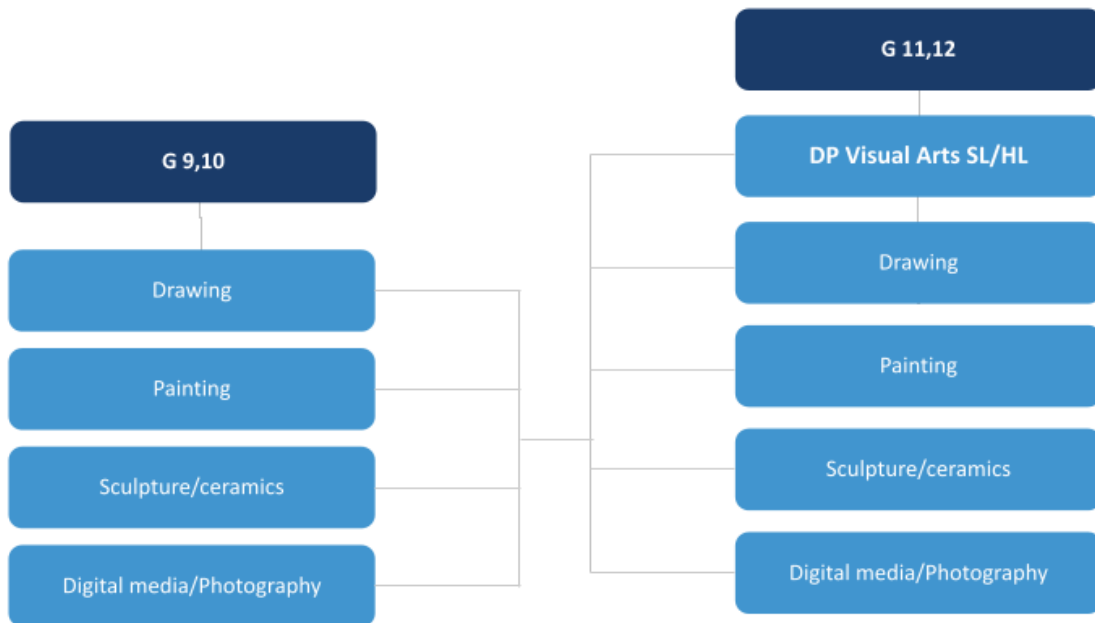 G 9,10
Drawing
Painting
Sculpture/ceramics
Digital media/Photography
G 11,12
DP Visual Arts SL/HL
Drawing
Painting
Sculpture/ceramics
Digital media/Photography